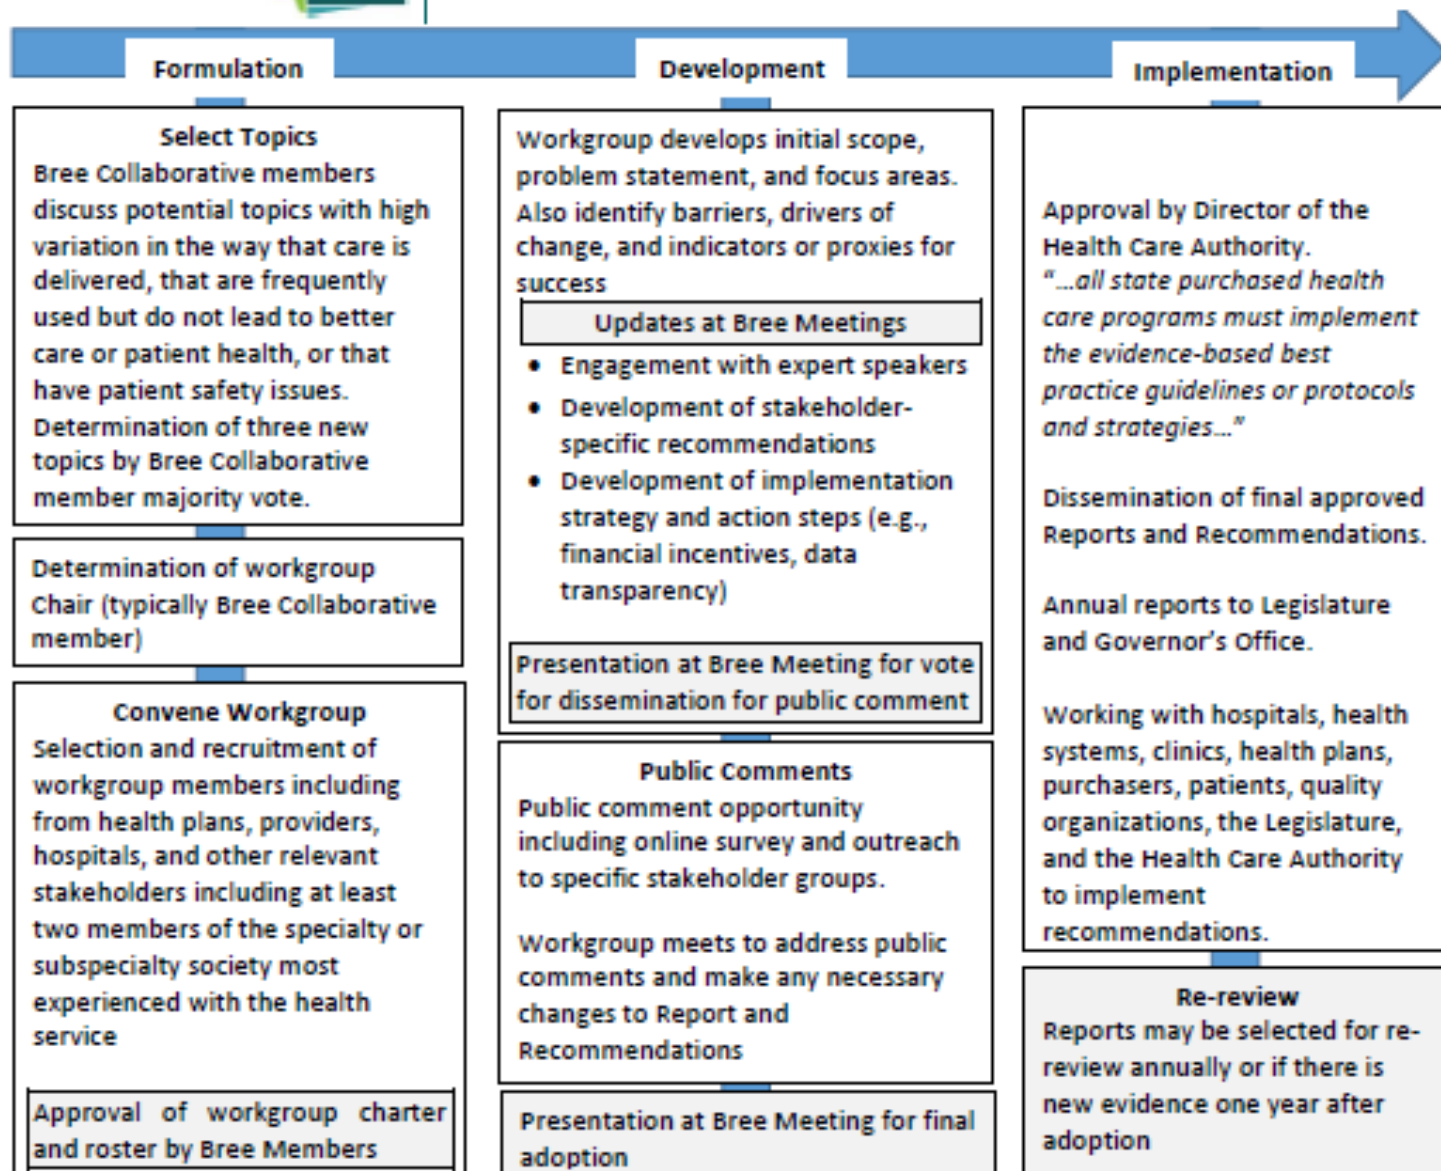 Formulation
Select Topics
Bree Collaborative members
discuss potential topics with high
variation in the way that care is
delivered, that are frequently
used but do not lead to better
care or patient health, or that
have patient safety issues.
Determination of three new
topics by Bree Collaborative
member majority vote.
Determination of workgroup
Chair (typically Bree Collaborative
member)
Convene Workgroup
Selection and recruitment of
workgroup members including
from health plans, providers,
hospitals, and other relevant
stakeholders including at least
two members of the specialty or
subspecialty society most
experienced with the health
service
Approval of workgroup charter
and roster by Bree Members
Development
Workgroup develops initial scope,
problem statement, and focus areas.
Also identify barriers, drivers of
change, and indicators or proxies for
success
Updates at Bree Meetings
• Engagement with expert speakers
• Development of stakeholder-
specific recommendations
• Development of implementation
strategy and action steps (e.g.,
financial incentives, data
transparency)
Presentation at Bree Meeting for vote
for dissemination for public comment
Public Comments
Public comment opportunity
including online survey and outreach
to specific stakeholder groups.
Workgroup meets to address public
comments and make any necessary
changes to Report and
Recommendations
Presentation at Bree Meeting for final
adoption
Implementation
Approval by Director of the
Health Care Authority.
"…all state purchased health
care programs must implement
the evidence-based best
practice guidelines or protocols
and strategies…"
Dissemination of final approved
Reports and Recommendations.
Annual reports to Legislature
and Governor's Office.
Working with hospitals, health
systems, clinics, health plans,
purchasers, patients, quality
organizations, the Legislature,
and the Health Care Authority
to implement
recommendations.
Re-review
Reports may be selected for re-
review annually or if there is
new evidence one year after
adoption